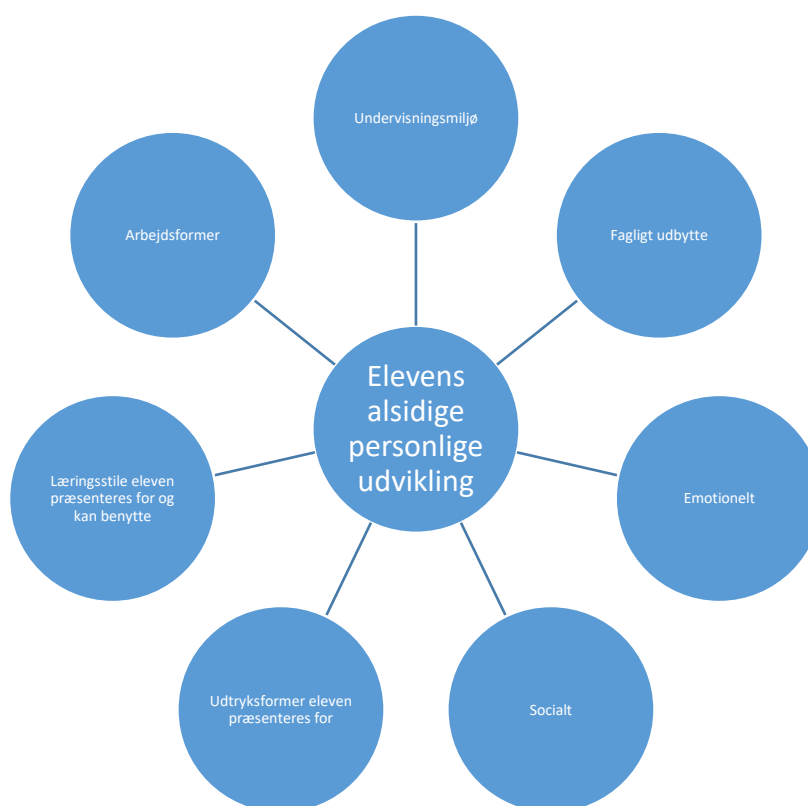 Undervisningsmiljø
Fagligt udbytte
Emotionelt
Socialt
Udtryksformer eleven
præsenteres for
Læringsstile eleven
præsenteres for og
kan benytte
Arbejdsformer
Elevens
alsidige
personlige
udvikling